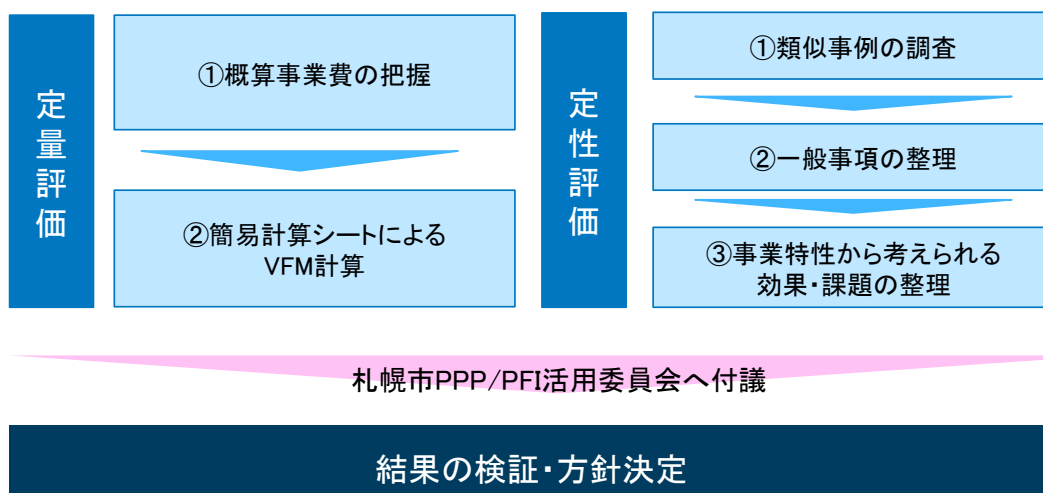 定量評価
①概算事業費の把握
②簡易計算シートによる
VFM計算
定性評価
①類似事例の調査
②一般事項の整理
③事業特性から考えられる
効果・課題の整理
札幌市PPP/PFI活用委員会へ付議
結果の検証・方針決定